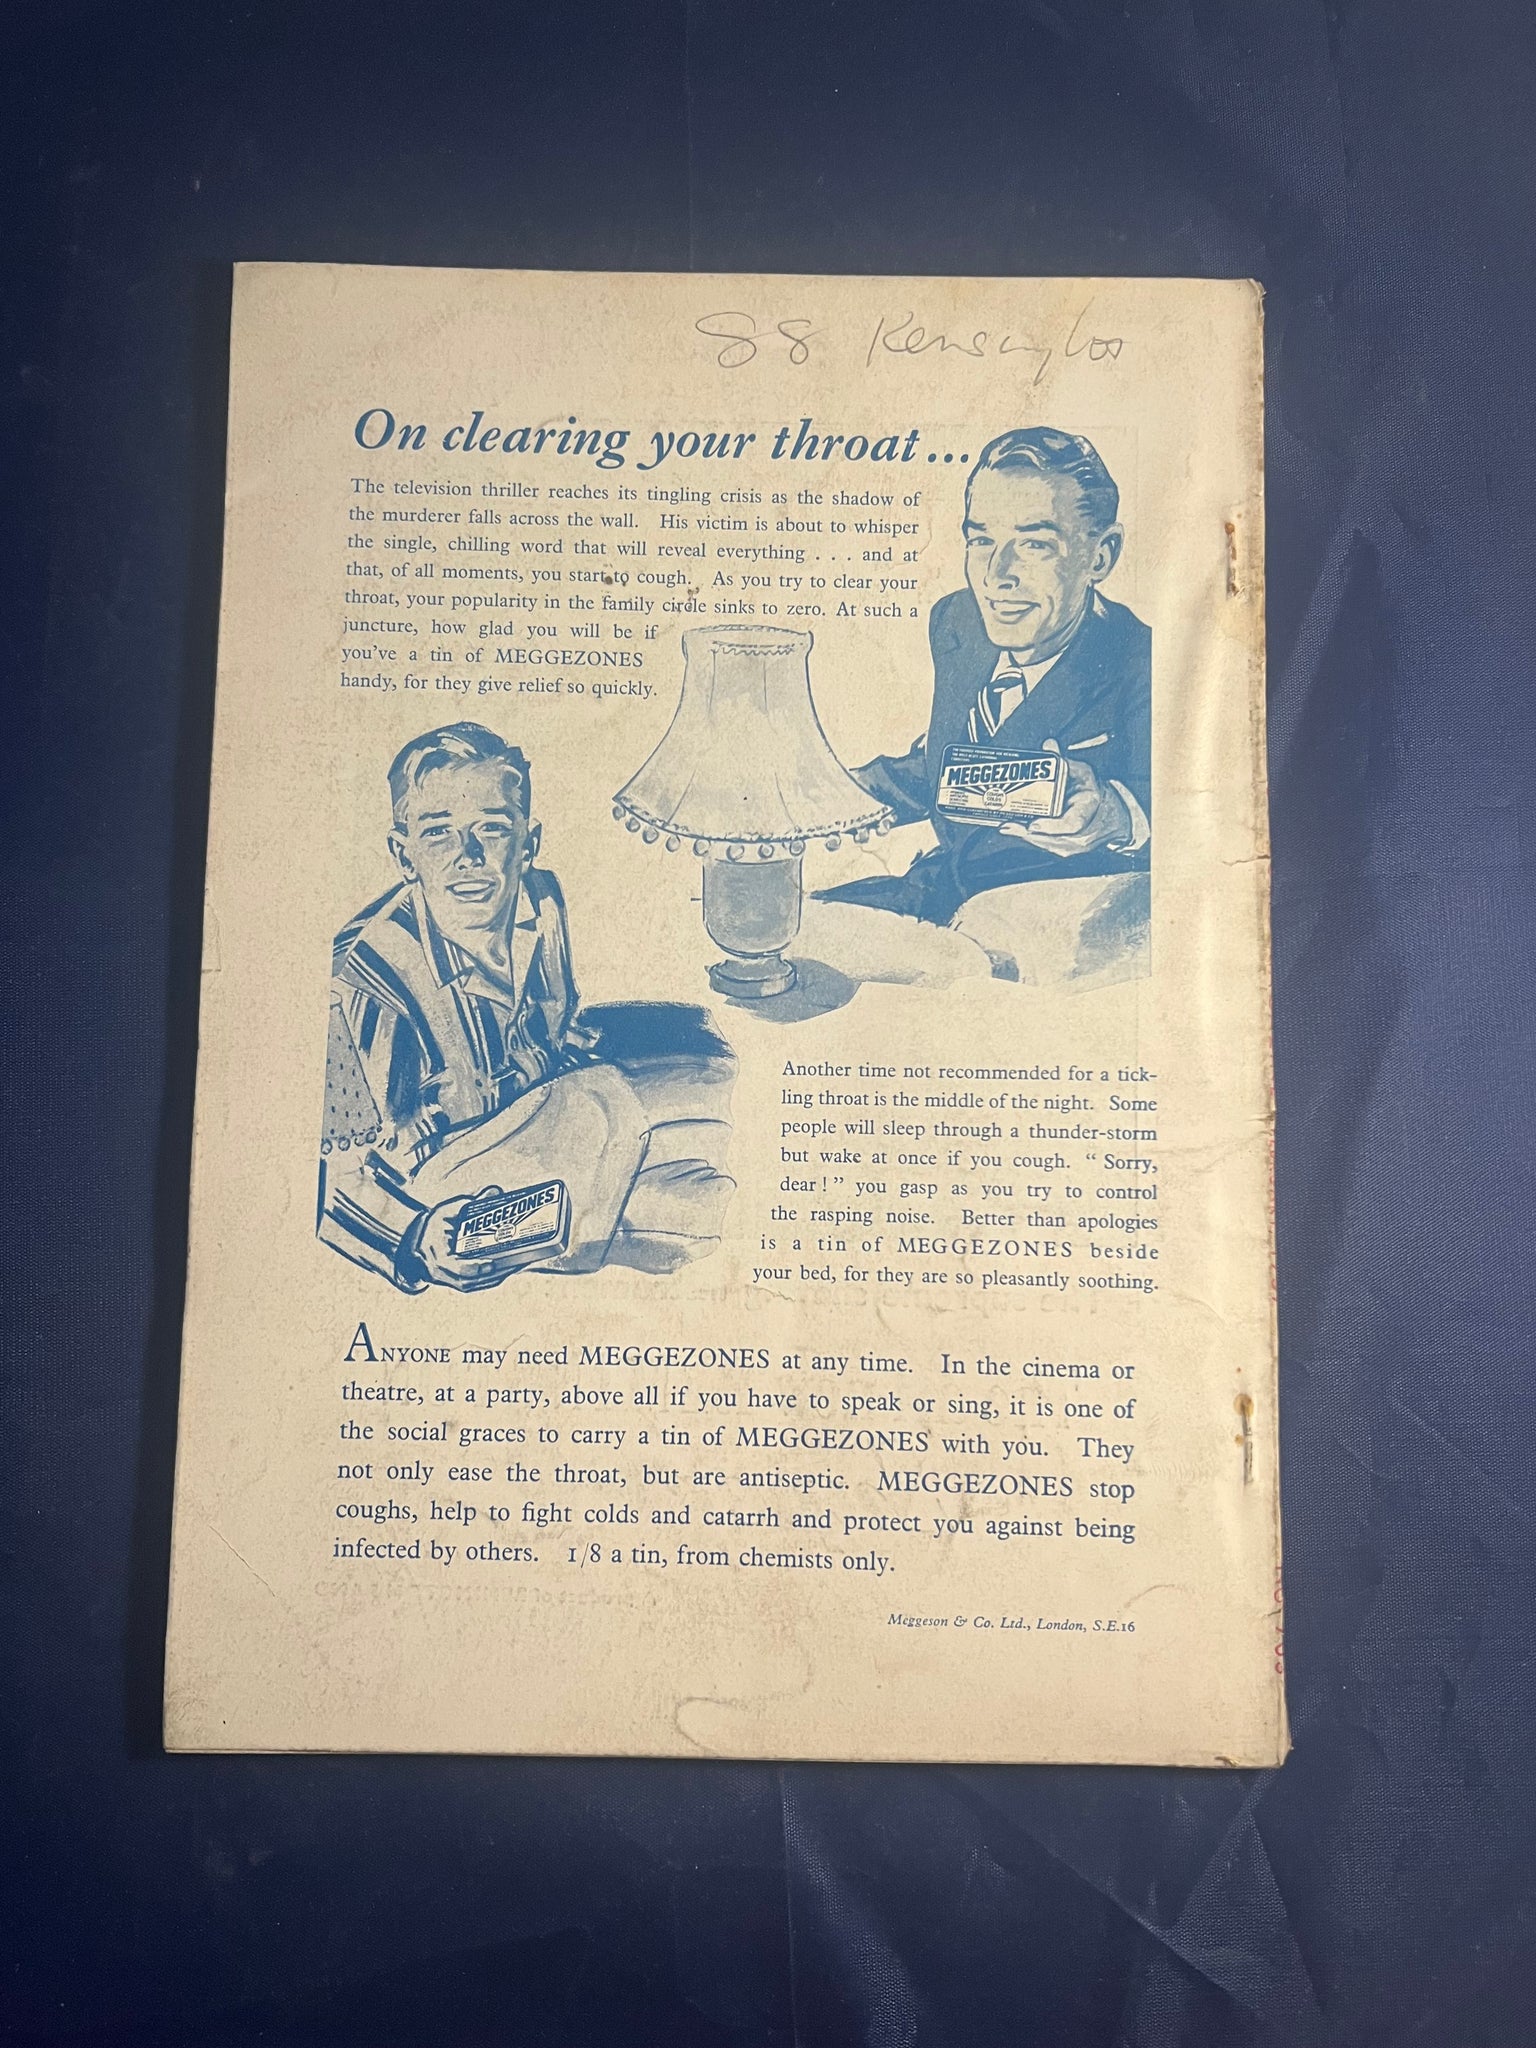 88 Kensington
On clearing your throat...
The television thriller reaches its tingling crisis as the shadow of
the murderer falls across the wall. His victim is about to whisper
the single, chilling word that will reveal everything . . . and at
that, of all moments, you start to cough. As you try to clear your
throat, your popularity in the family circle sinks to zero. At such a
juncture, how glad you will be if
you've a tin of MEGGEZONES
handy, for they give relief so quickly.
MEGGEZONES
COUGHS
COLDS
CATARRH
MEGGEZONES
Another time not recommended for a tick-
ling throat is the middle of the night. Some
people will sleep through a thunder-storm
but wake at once if you cough. “ Sorry,
dear ! ” you gasp as you try to control
the rasping noise. Better than apologies
is a tin of MEGGEZONES beside
your bed, for they are so pleasantly soothing.
ANYONE may need MEGGEZONES at any time. In the cinema or
theatre, at a party, above all if you have to speak or sing, it is one of
the social graces to carry a tin of MEGGEZONES with you. They
not only ease the throat, but are antiseptic. MEGGEZONES stop
coughs, help to fight colds and catarrh and protect you against being
infected by others. 1/8 a tin, from chemists only.
Meggeson & Co. Ltd., London, S.E.16